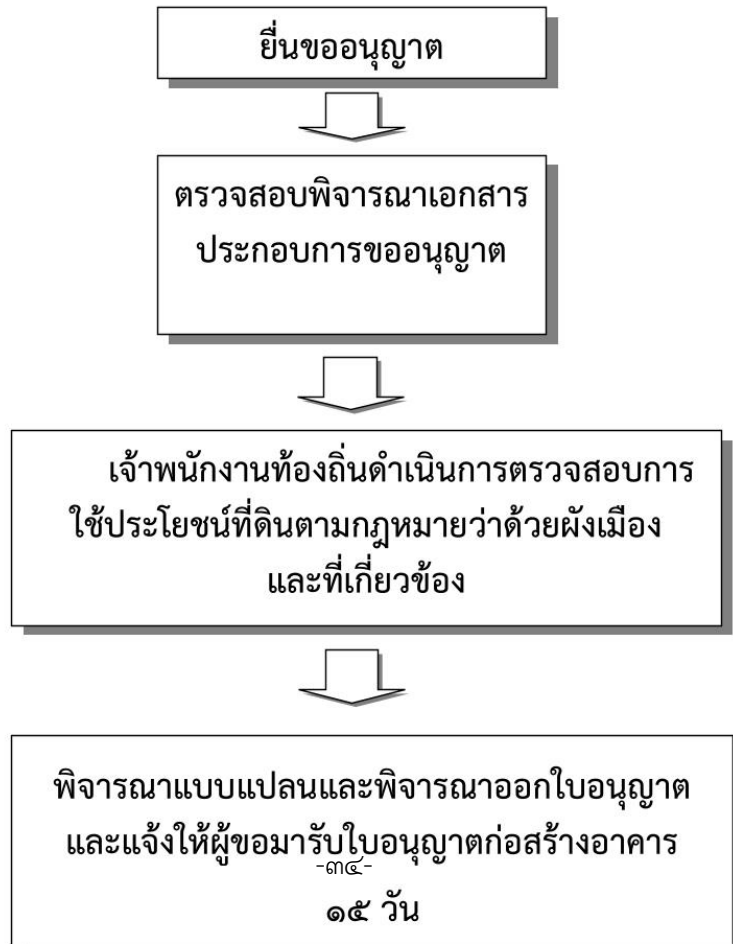 ยื่นขออนุญาต
ตรวจสอบพิจารณาเอกสาร
ประกอบการขออนุญาต
เจ้าพนักงานท้องถิ่นดำเนินการตรวจสอบการ
ใช้ประโยชน์ที่ดินตามกฎหมายว่าด้วยผังเมือง
และที่เกี่ยวข้อง
พิจารณาแบบแปลนและพิจารณาออกใบอนุญาต
และแจ้งให้ผู้ขอมารับใบอนุญาตก่อสร้างอาคาร
-๓๔-
๑๕ วัน